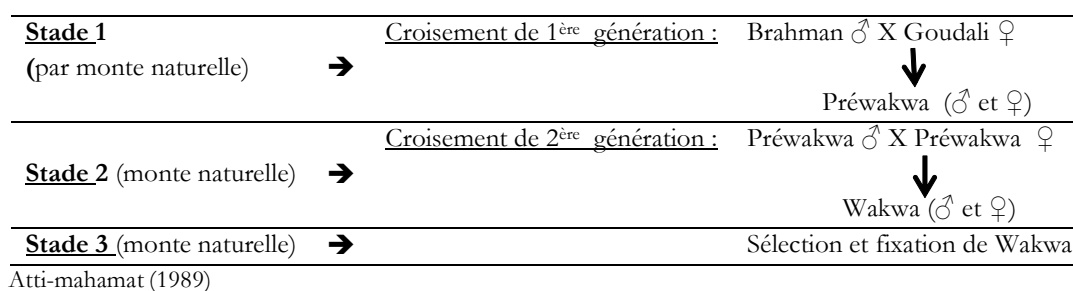 Stade 1 Croisement de 1ère génération : Brahman ♂ X Goudali ♀
(par monte naturelle) ➔
Préwakwa (♂ et ♀)
Croisement de 2ère génération : Préwakwa ♂ X Préwakwa ♀
Stade 2 (monte naturelle) ➔
Wakwa (♂ et ♀)
Stade 3 (monte naturelle) ➔ Sélection et fixation de Wakwa
Atti-mahamat (1989)